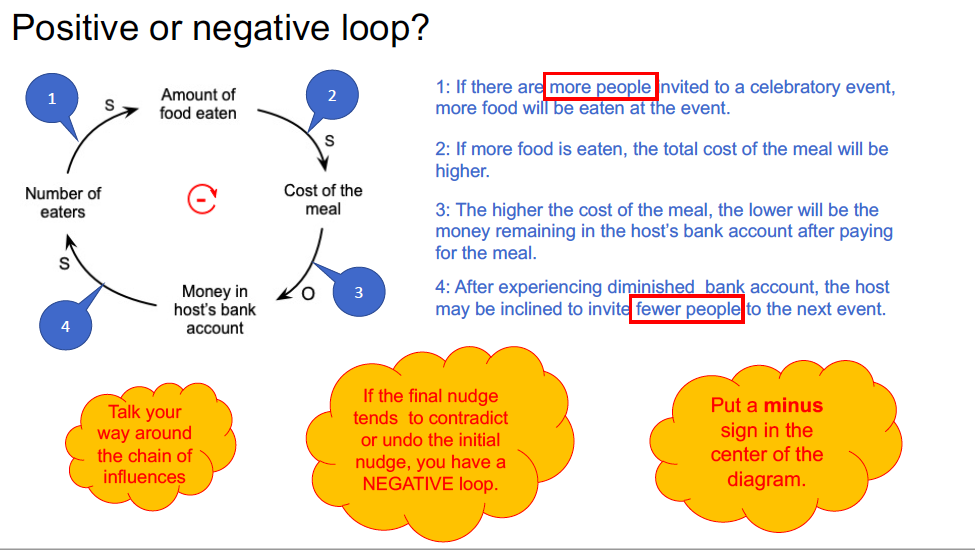 Positive or negative loop?
1
S
Amount of
food eaten
2
S
Number of
eaters
-
Cost of the
meal
S
Money in
host's bank
account
O
3
4
1: If there are more people invited to a celebratory event,
more food will be eaten at the event.
2: If more food is eaten, the total cost of the meal will be
higher.
3: The higher the cost of the meal, the lower will be the
money remaining in the host's bank account after paying
for the meal.
4: After experiencing diminished bank account, the host
may be inclined to invite fewer people to the next event.
Talk your
way around
the chain of
influences
If the final nudge
tends to contradict
or undo the initial
nudge, you have a
NEGATIVE loop.
Put a minus
sign in the
center of the
diagram.